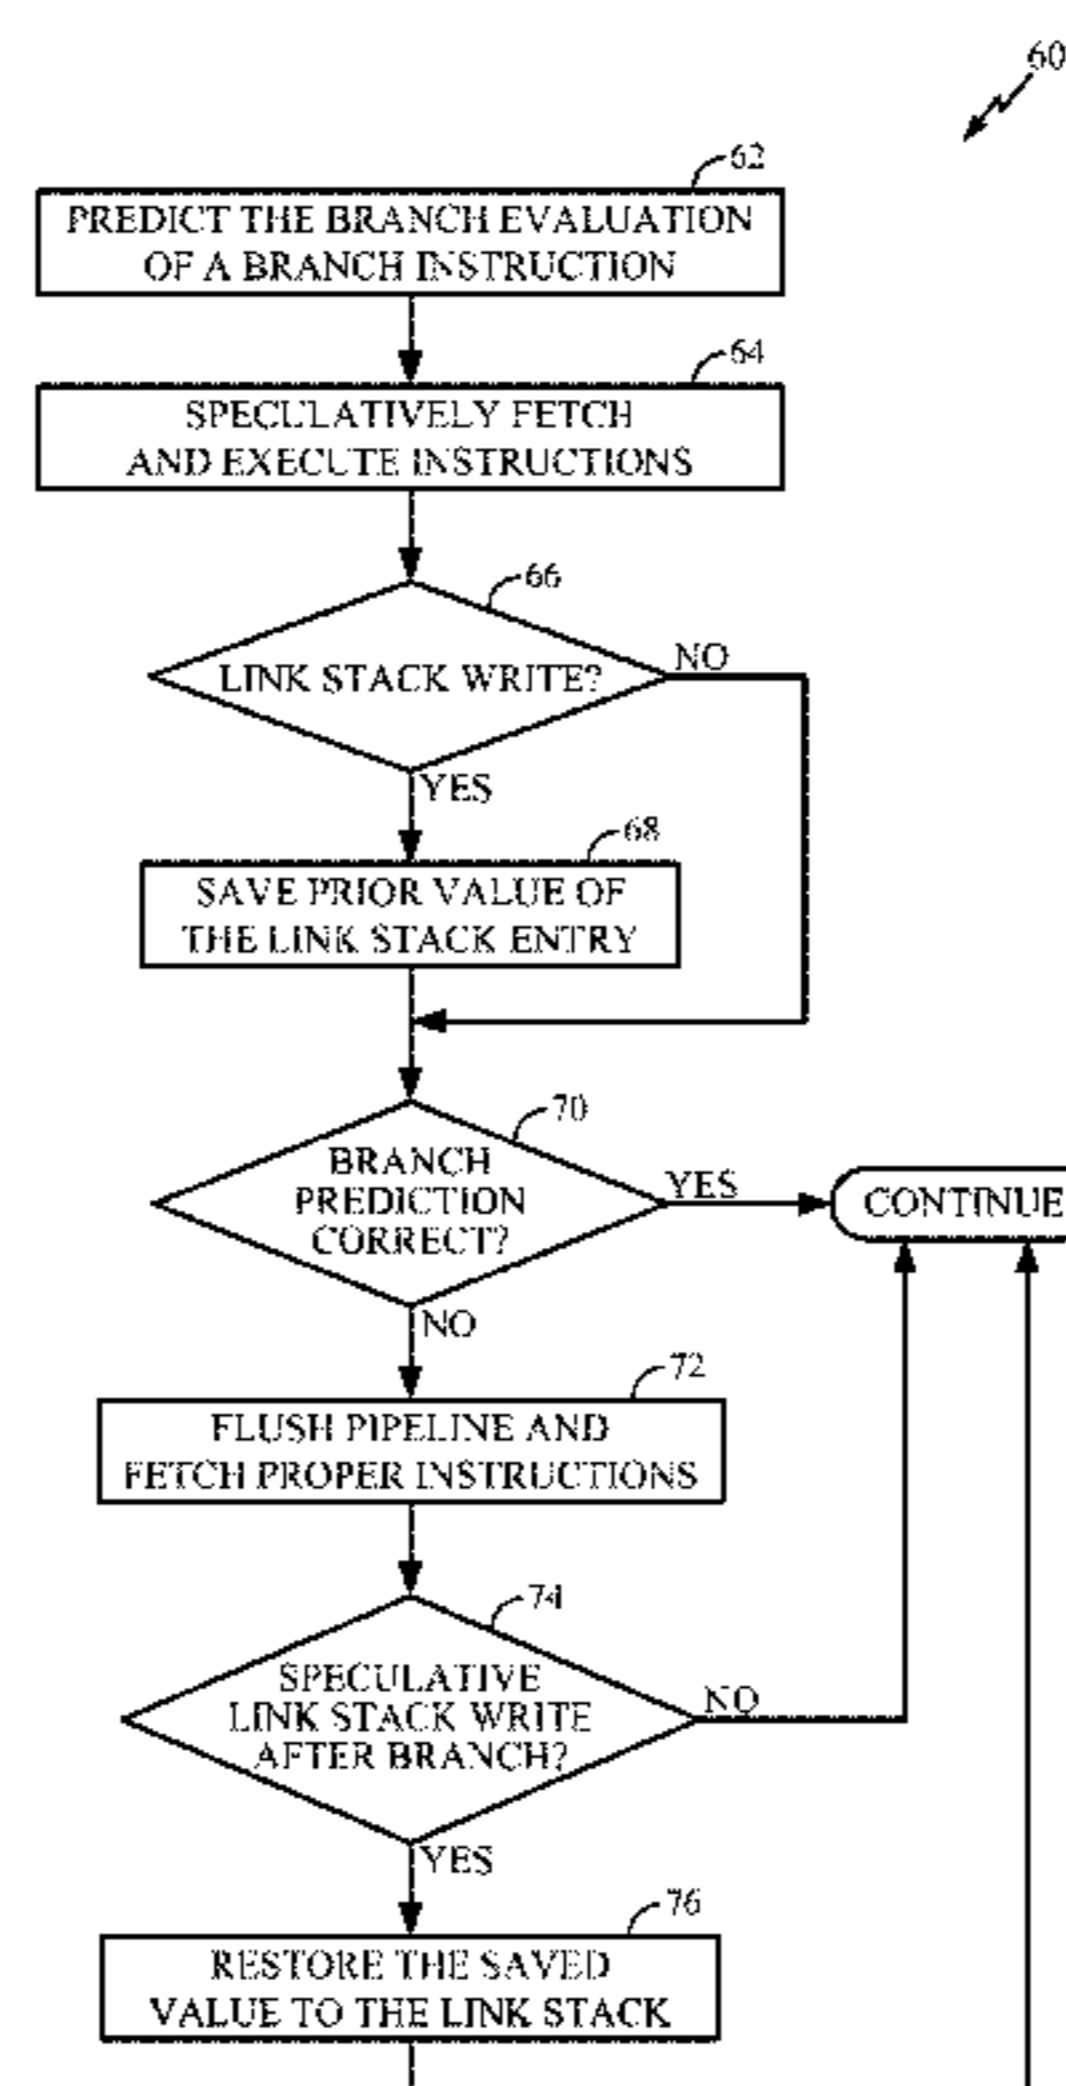 60
62
PREDICT THE BRANCH EVALUATION
OF A BRANCH INSTRUCTION
64
SPECULATIVELY FETCH
AND EXECUTE INSTRUCTIONS
66
LINK STACK WRITE?
NO
YES
68
SAVE PRIOR VALUE OF
THE LINK STACK ENTRY
70
BRANCH
PREDICTION
CORRECT?
YES
CONTINUE
NO
72
FLUSH PIPELINE AND
FETCH PROPER INSTRUCTIONS
74
SPECULATIVE
LINK STACK WRITE
AFTER BRANCH?
NO
YES
76
RESTORE THE SAVED
VALUE TO THE LINK STACK